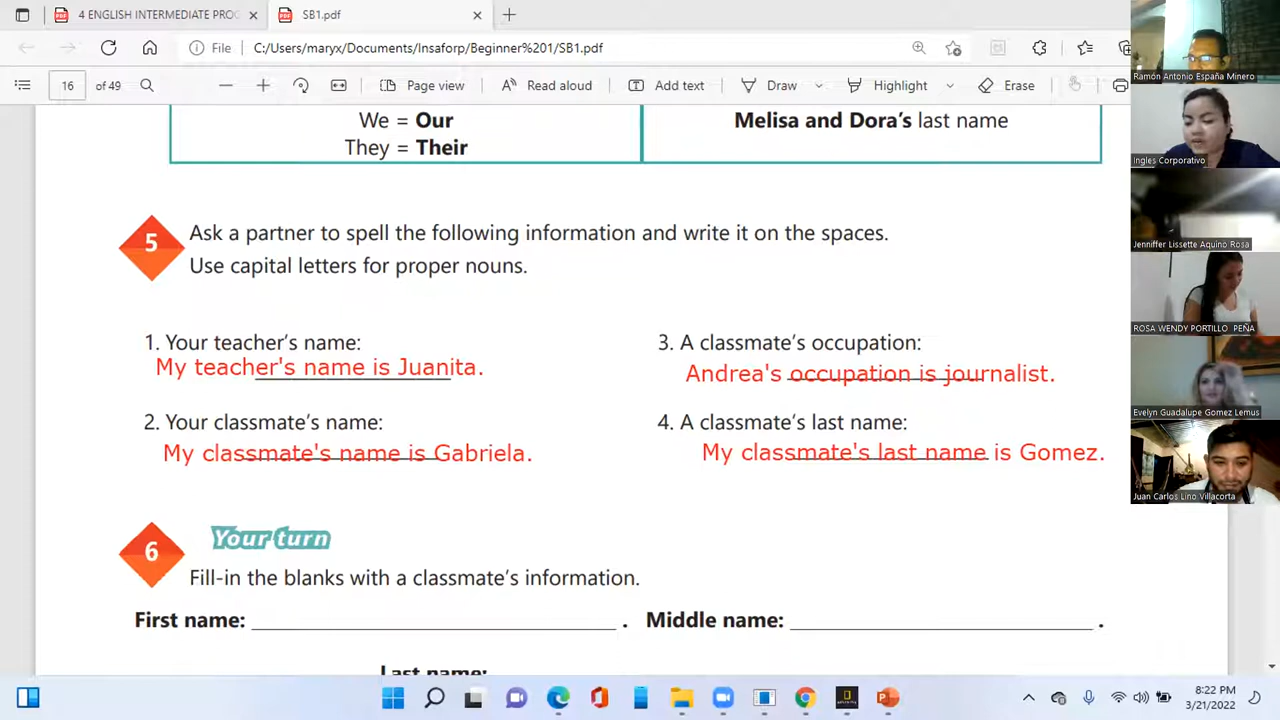 4 ENGLISH INTERMEDIATE PROG
SB1.pdf
File
C:/Users/maryx/Documents/Insaforp/Beginner%201/SB1.pdf
16 of 49
Page view
Read aloud
Add text
Draw
Highlight
Erase
We = Our
They = Their
Melisa and Dora's last name
5
Ask a partner to spell the following information and write it on the spaces.
Use capital letters for proper nouns.
1. Your teacher's name:
My teacher's name is Juanita.
2. Your classmate's name:
My classmate's name is Gabriela.
3. A classmate's occupation:
Andrea's occupation is journalist.
4. A classmate's last name:
My classmate's last name is Gomez.
6
Your turn
Fill-in the blanks with a classmate's information.
First name: .
Middle name: .
Last name:
Ramón Antonio España Minero
Ingles Corporativo
Jenniffer Lissette Aquino Rosa
ROSA WENDY PORTILLO PEÑA
Evelyn Guadalupe Gomez Lemus
Juan Carlos Lino Villacorta
8:22 PM
3/21/2022